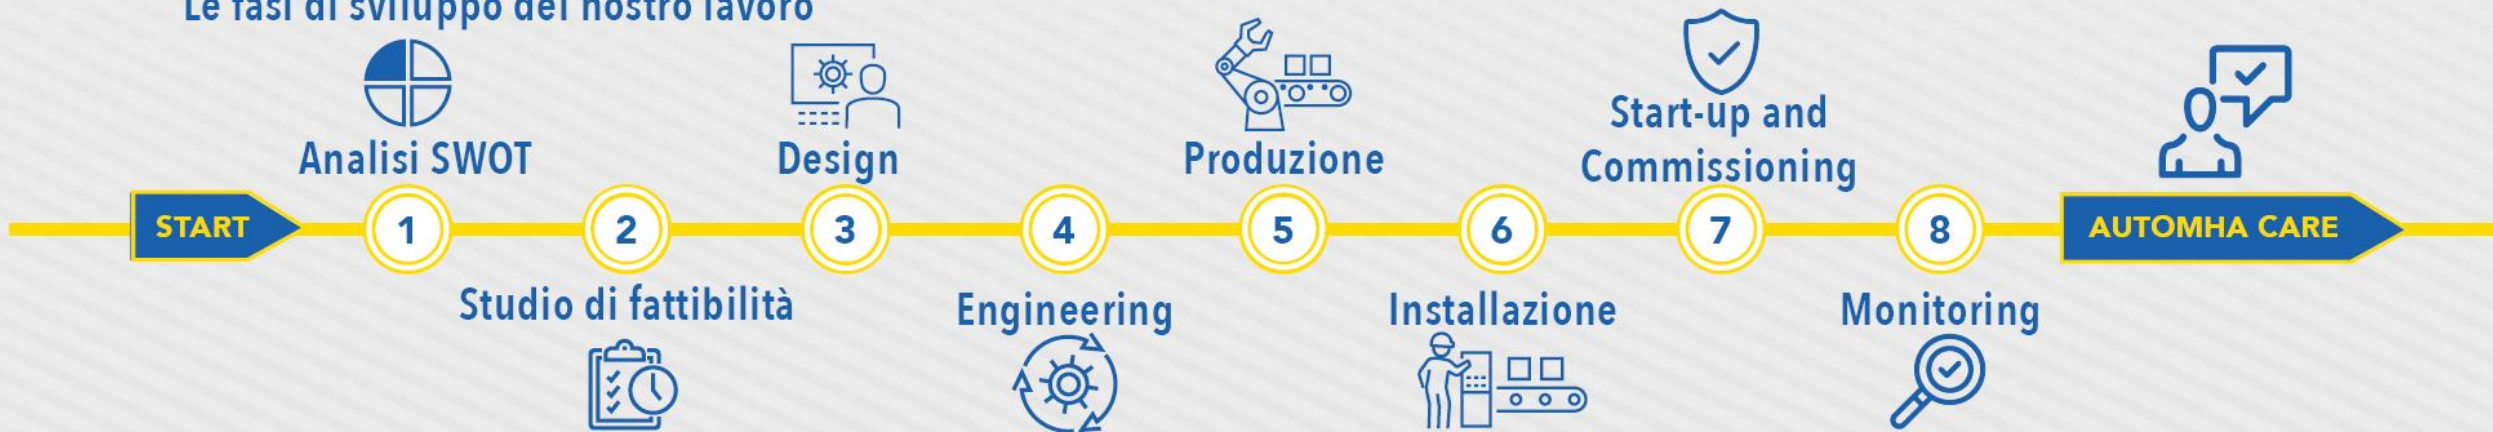 Le fasi di sviluppo del nostro lavoro
Analisi SWOT
Design
Produzione
Start-up and
Commissioning
START
1
2
3
4
5
6
7
8
AUTOMHA CARE
Studio di fattibilità
Engineering
Installazione
Monitoring